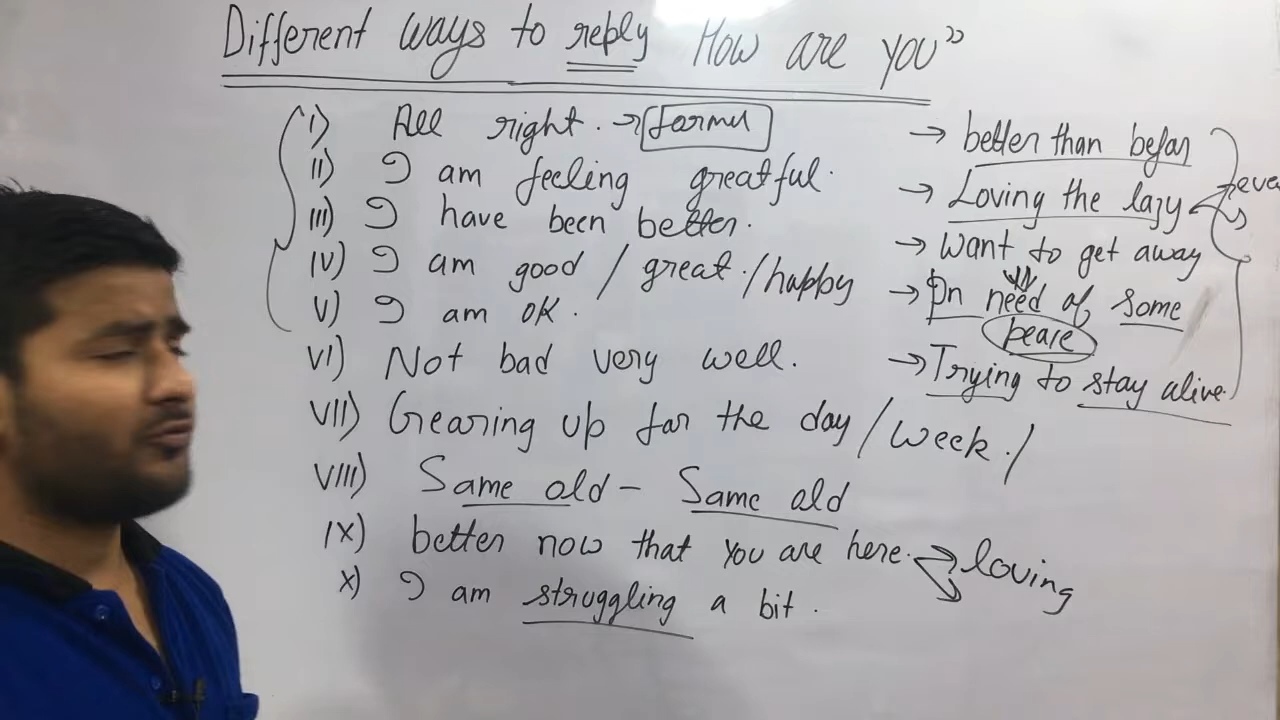 Different ways to reply How are you”
I) All right. → formal
II) I am feeling greatful.
III) I have been better.
IV) I am good / great. / happy
V) I am OK.
VI) Not bad very well.
VII) Gearing up for the day / week. /
VIII) Same old - Same old
IX) better now that you are here. → loving
X) I am struggling a bit.
→ better than befor
→ Loving the lazy
→ want to get away
→ In need of some
peace
→ Trying to stay alive.